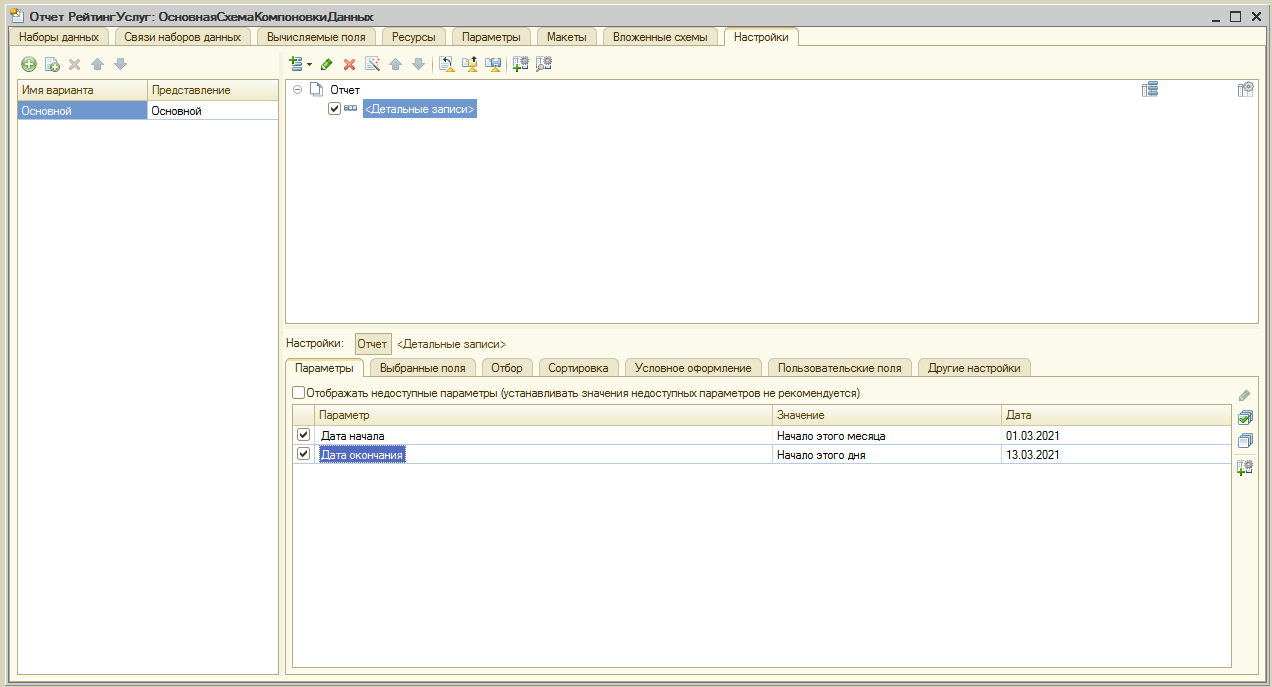 Отчет РейтингУслуг: ОсновнаяСхемаКомпоновкиДанных
Наборы данных Связи наборов данных Вычисляемые поля Ресурсы Параметры Макеты Вложенные схемы Настройки
Имя варианта Представление
Основной Основной
Отчет
<Детальные записи>
Настройки: Отчет <Детальные записи>
Параметры Выбранные поля Отбор Сортировка Условное оформление Пользовательские поля Другие настройки
Отображать недоступные параметры (устанавливать значения недоступных параметров не рекомендуется)
Параметр Значение Дата
Дата начала Начало этого месяца 01.03.2021
Дата окончания Начало этого дня 13.03.2021